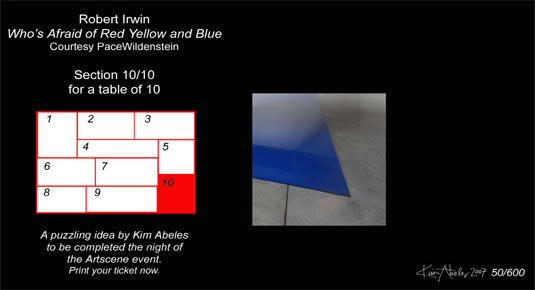 Robert Irwin
Who's Afraid of Red Yellow and Blue
Courtesy PaceWildenstein
Section 10/10
for a table of 10
1
2
3
4
5
6
7
10
8
9
A puzzling idea by Kim Abeles
to be completed the night of
the Artscene event.
Print your ticket now.
Kim Abeles 2007 50/600